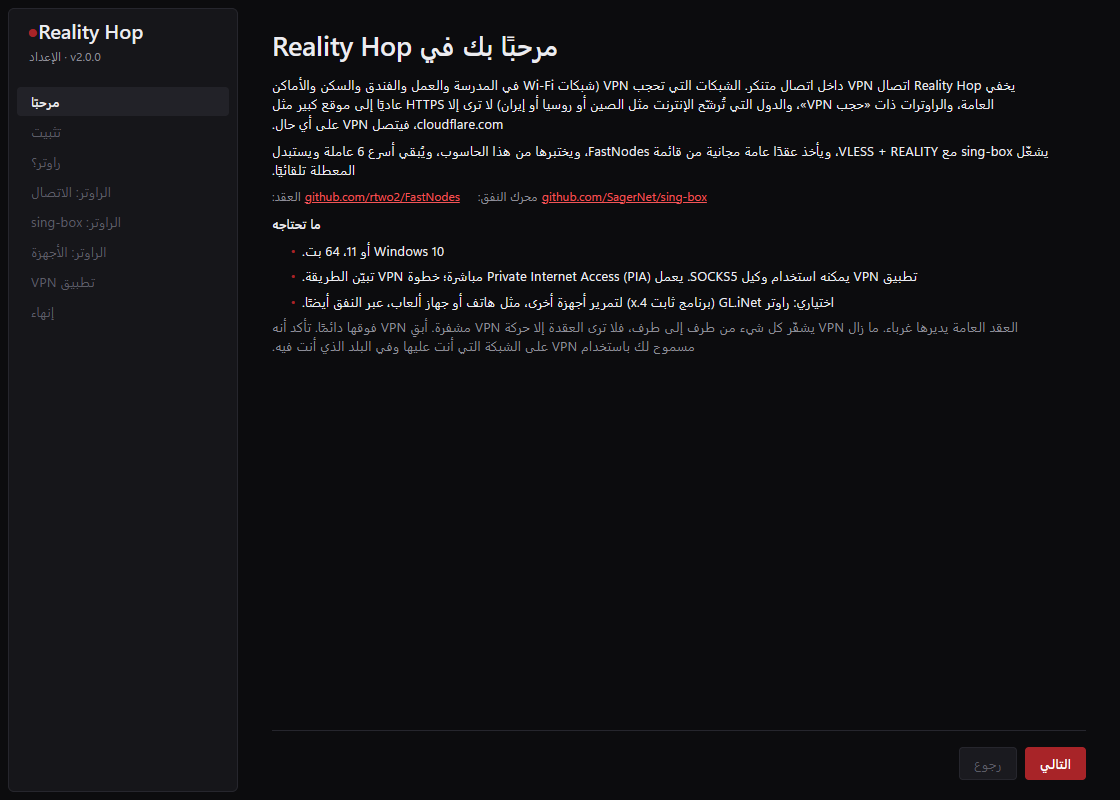 Reality Hop
الإعداد · v2.0.0
مرحبًا
تثبيت
راوتر؟
الراوتر: الاتصال
الراوتر: sing-box
الراوتر: الأجهزة
تطبيق VPN
إنهاء
مرحبًا بك في Reality Hop
يخفي Reality Hop اتصال VPN داخل اتصال متنكر. الشبكات التي تحجب VPN (شبكات Wi-Fi في المدرسة والعمل والفندق والسكن والأماكن
العامة، والراوترات ذات «حجب VPN»، والدول التي تُرشّح الإنترنت مثل الصين أو روسيا أو إيران) لا ترى إلا HTTPS عاديًا إلى موقع كبير مثل
cloudflare.com، فيتصل VPN على أي حال.
يشغّل sing-box مع VLESS + REALITY، ويأخذ عقدًا عامة مجانية من قائمة FastNodes، ويختبرها من هذا الحاسوب، ويُبقي أسرع 6 عاملة ويستبدل
المعطلة تلقائيًا.
العقد: github.com/rtwo2/FastNodes محرك النفق: github.com/SagerNet/sing-box
ما تحتاجه
• Windows 10 أو 11، 64 بت.
• تطبيق VPN يمكنه استخدام وكيل SOCKS5. يعمل Private Internet Access (PIA) مباشرة؛ خطوة VPN تبيّن الطريقة.
• اختياري: راوتر GL.iNet (برنامج ثابت 4.x) لتمرير أجهزة أخرى، مثل هاتف أو جهاز ألعاب، عبر النفق أيضًا.
العقد العامة يديرها غرباء. ما زال VPN يشفّر كل شيء من طرف إلى طرف، فلا ترى العقدة إلا حركة VPN مشفرة. أبقِ VPN فوقها دائمًا. تأكد أنه
مسموح لك باستخدام VPN على الشبكة التي أنت عليها وفي البلد الذي أنت فيه.
رجوع
التالي